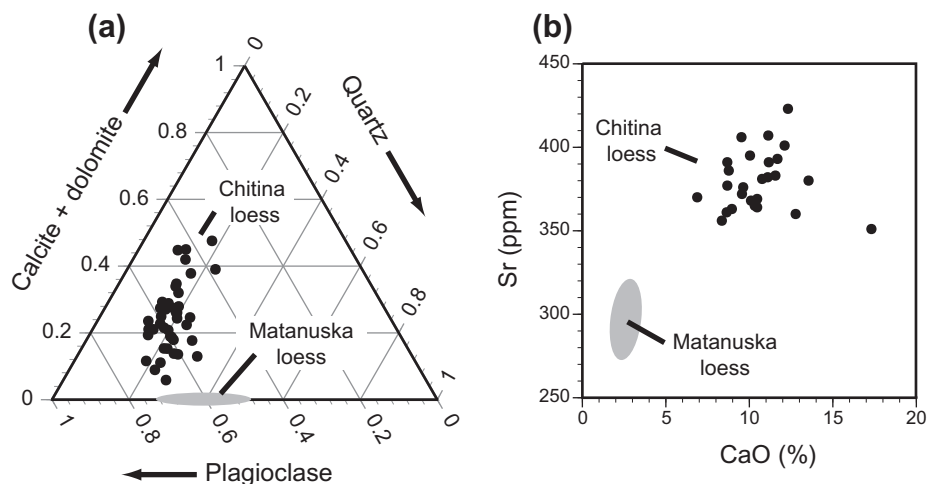 (a)
Calcite + dolomite
Quartz
Plagioclase
0
0.2
0.4
0.6
0.8
1
0
0.2
0.4
0.6
0.8
1
1
0.8
0.6
0.4
0.2
0
Chitina
loess
Matanuska
loess
(b)
Sr (ppm)
450
400
350
300
250
0
5
10
15
20
CaO (%)
Chitina
loess
Matanuska
loess